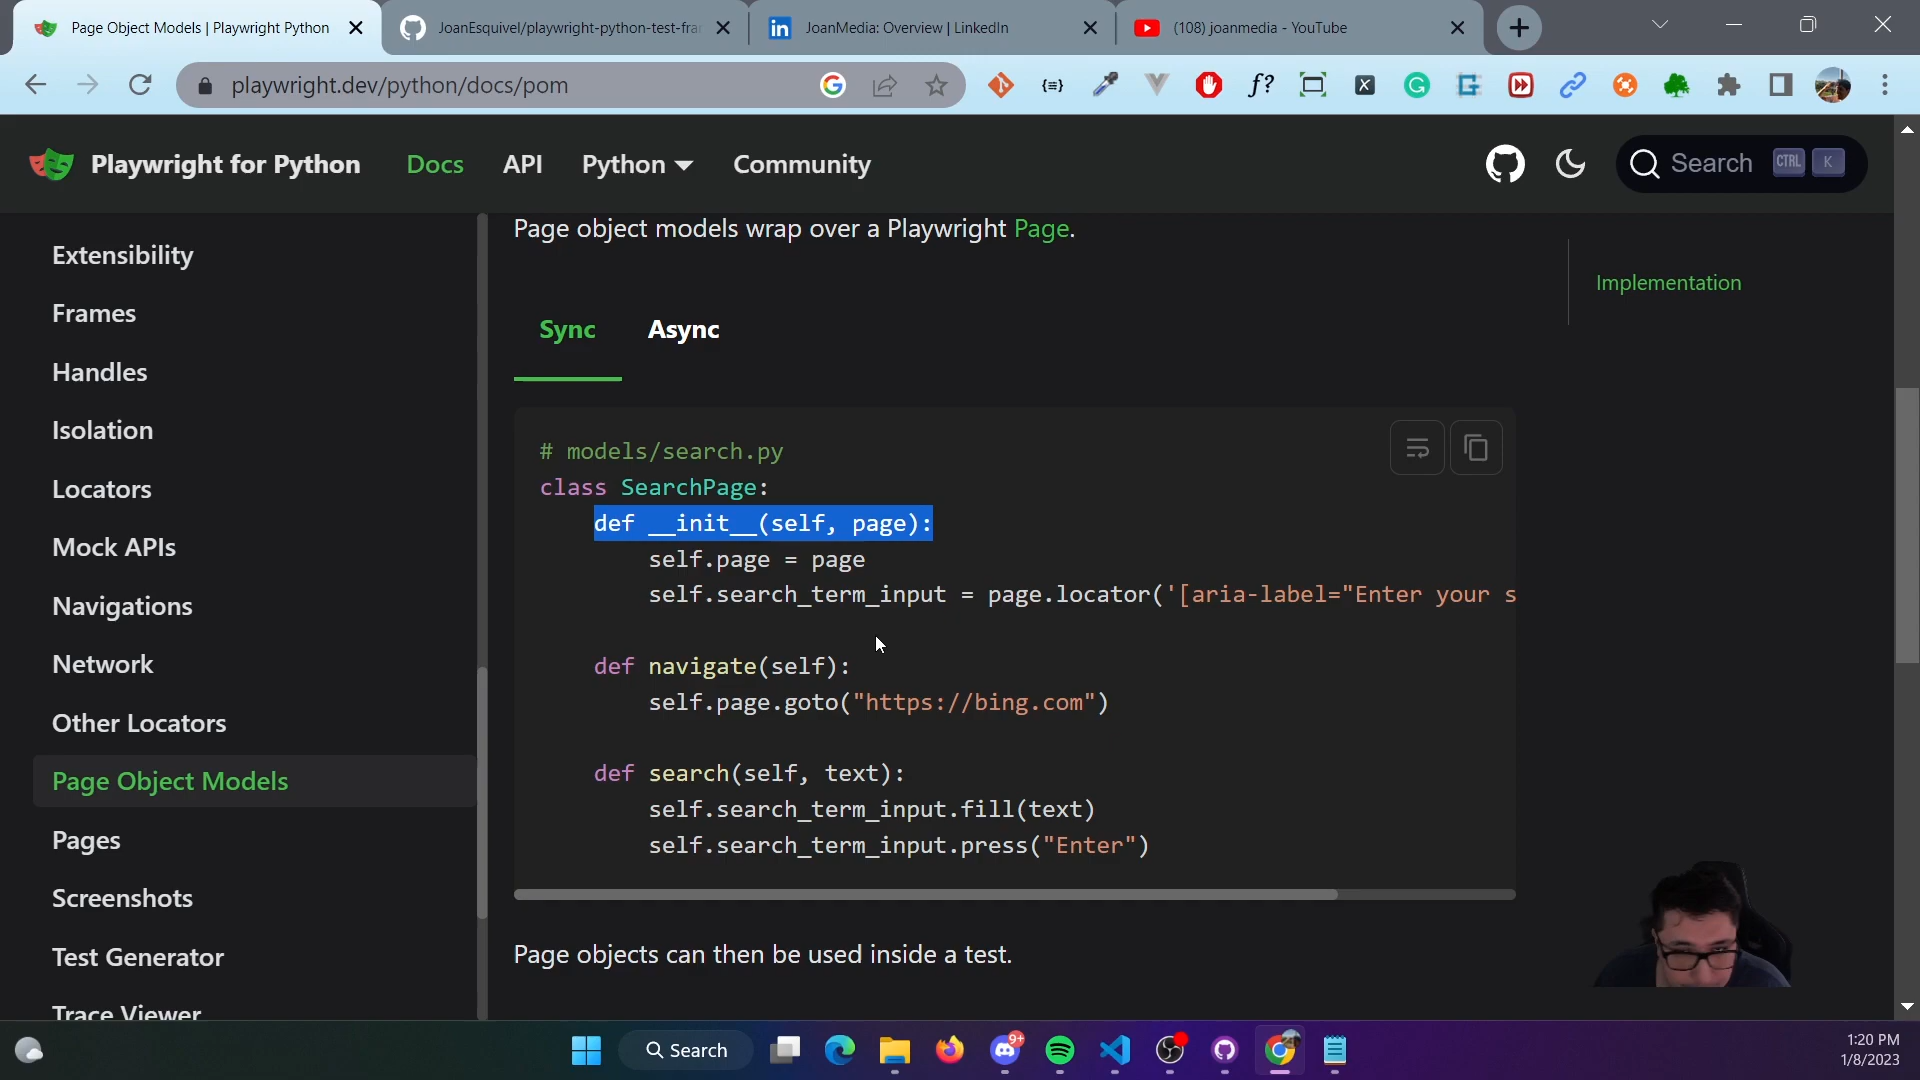 Page Object Models | Playwright Python
JoanEsquivel/playwright-python-test-fra
JoanMedia: Overview | LinkedIn
(108) joanmedia - YouTube
playwright.dev/python/docs/pom
Playwright for Python
Docs
API
Python
Community
Search
CTRL
K
Extensibility
Frames
Handles
Isolation
Locators
Mock APIs
Navigations
Network
Other Locators
Page Object Models
Pages
Screenshots
Test Generator
Trace Viewer
Page object models wrap over a Playwright Page.
Sync
Async
# models/search.py
class SearchPage:
def __init__(self, page):
self.page = page
self.search_term_input = page.locator('[aria-label="Enter your s
def navigate(self):
self.page.goto("https://bing.com")
def search(self, text):
self.search_term_input.fill(text)
self.search_term_input.press("Enter")
Page objects can then be used inside a test.
Implementation
Search
9+
1:20 PM
1/8/2023